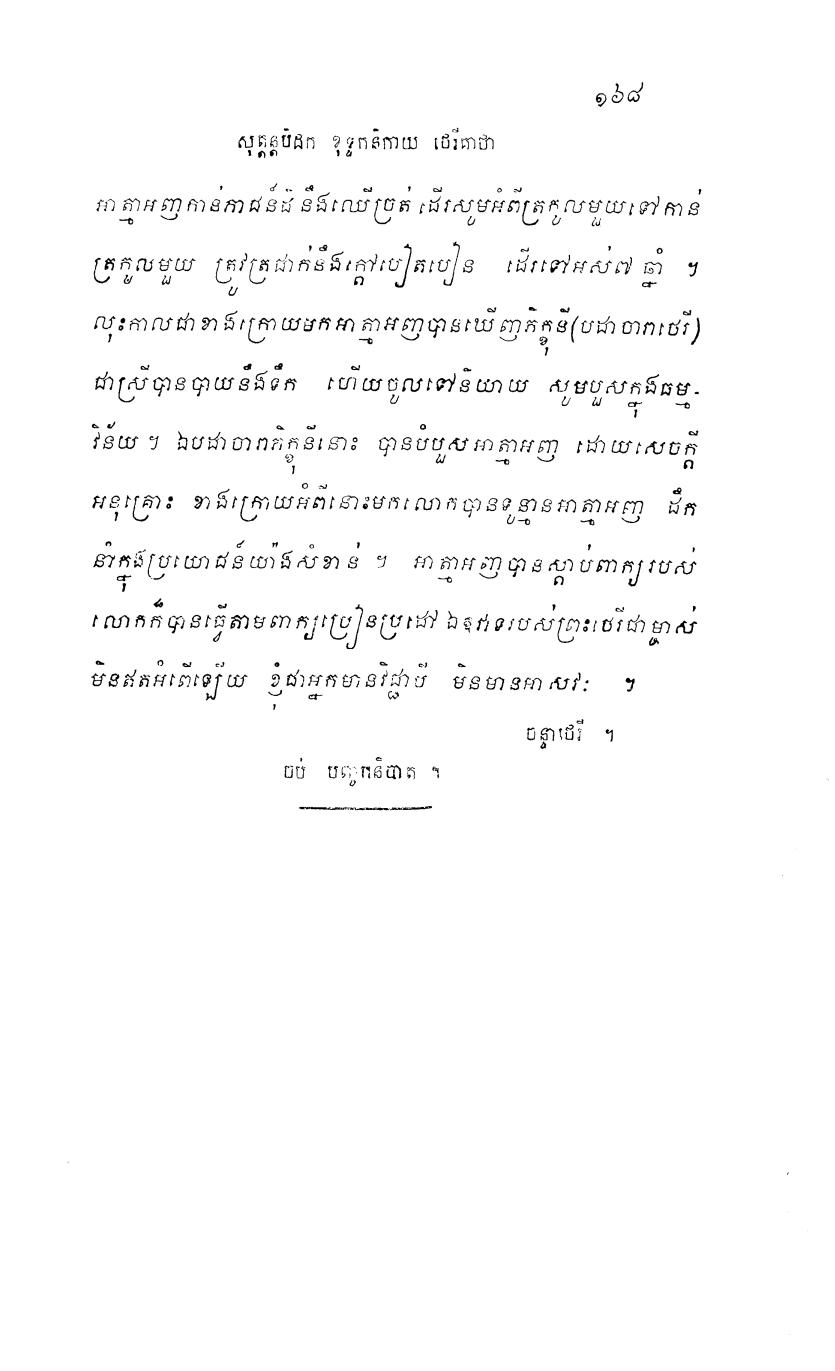 ១៦៨
សុត្តន្តបិដក ខុទ្ទកនិកាយ ថេរីគាថា
អាត្មាអញកាន់ភាជន៍ដី នឹងឈើច្រត់ ដើរសូមអំពីត្រកូលមួយទៅកាន់
ត្រកូលមួយ ត្រូវត្រជាក់នឹងក្តៅបៀតបៀន ដើរទៅអស់៧ ឆ្នាំ ។
លុះកាលជាខាងក្រោយមកអាត្មាអញបានឃើញភិក្ខុនី(បដាចារាថេរី)
ជាស្រីបានបាយនឹងទឹក ហើយចូលទៅនិយាយ សូមបួសក្នុងធម្ម-
វិន័យ ។ ឯបដាចារាភិក្ខុនីនោះ បានបំបួសអាត្មាអញ ដោយសេចក្តី
អនុគ្រោះ ខាងក្រោយអំពីនោះមកលោកបានទូន្មានអាត្មាអញ ដឹក
នាំក្នុងប្រយោជន៍យ៉ាងសំខាន់ ។ អាត្មាអញបានស្តាប់ពាក្យរបស់
លោកក៏បានធ្វើតាមពាក្យប្រៀនប្រដៅ ឯឱវាទរបស់ព្រះថេរីជាម្ចាស់
មិនឥតអំពើឡើយ ខ្ញុំជាអ្នកមានវិជ្ជា៣ មិនមានអាសវៈ ។
ចន្ទាថេរី ។
ចប់ បញ្ចកនិបាត ។